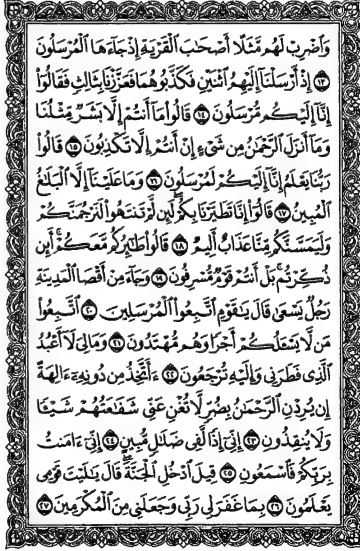 وَاضْرِبْ لَهُم مَّثَلًا أَصْحَابَ الْقَرْيَةِ إِذْ جَاءَهَا الْمُرْسَلُونَ
﴿١٣﴾ إِذْ أَرْسَلْنَا إِلَيْهِمُ اثْنَيْنِ فَكَذَّبُوهُمَا فَعَزَّزْنَا بِثَالِثٍ فَقَالُوا
إِنَّا إِلَيْكُم مُّرْسَلُونَ ﴿١٤﴾ قَالُوا مَا أَنتُمْ إِلَّا بَشَرٌ مِّثْلُنَا
وَمَا أَنزَلَ الرَّحْمَٰنُ مِن شَيْءٍ إِنْ أَنتُمْ إِلَّا تَكْذِبُونَ ﴿١٥﴾ قَالُوا
رَبُّنَا يَعْلَمُ إِنَّا إِلَيْكُمْ لَمُرْسَلُونَ ﴿١٦﴾ وَمَا عَلَيْنَا إِلَّا الْبَلَاغُ
الْمُبِينُ ﴿١٧﴾ قَالُوا إِنَّا تَطَيَّرْنَا بِكُمْ لَئِن لَّمْ تَنتَهُوا لَنَرْجُمَنَّكُمْ
وَلَيَمَسَّنَّكُم مِّنَّا عَذَابٌ أَلِيمٌ ﴿١٨﴾ قَالُوا طَائِرُكُم مَّعَكُمْ أَئِن
ذُكِّرْتُم بَلْ أَنتُمْ قَوْمٌ مُّسْرِفُونَ ﴿١٩﴾ وَجَاءَ مِنْ أَقْصَا الْمَدِينَةِ
رَجُلٌ يَسْعَىٰ قَالَ يَا قَوْمِ اتَّبِعُوا الْمُرْسَلِينَ ﴿٢٠﴾ اتَّبِعُوا
مَن لَّا يَسْأَلُكُمْ أَجْرًا وَهُم مُّهْتَدُونَ ﴿٢١﴾ وَمَا لِيَ لَا أَعْبُدُ
الَّذِي فَطَرَنِي وَإِلَيْهِ تُرْجَعُونَ ﴿٢٢﴾ أَأَتَّخِذُ مِن دُونِهِ آلِهَةً
إِن يُرِدْنِ الرَّحْمَٰنُ بِضُرٍّ لَّا تُغْنِ عَنِّي شَفَاعَتُهُمْ شَيْئًا
وَلَا يُنقِذُونِ ﴿٢٣﴾ إِنِّي إِذًا لَّفِي ضَلَالٍ مُّبِينٍ ﴿٢٤﴾ إِنِّي آمَنتُ
بِرَبِّكُمْ فَاسْمَعُونِ ﴿٢٥﴾ قِيلَ ادْخُلِ الْجَنَّةَ قَالَ يَا لَيْتَ قَوْمِي
يَعْلَمُونَ ﴿٢٦﴾ بِمَا غَفَرَ لِي رَبِّي وَجَعَلَنِي مِنَ الْمُكْرَمِينَ ﴿٢٧﴾